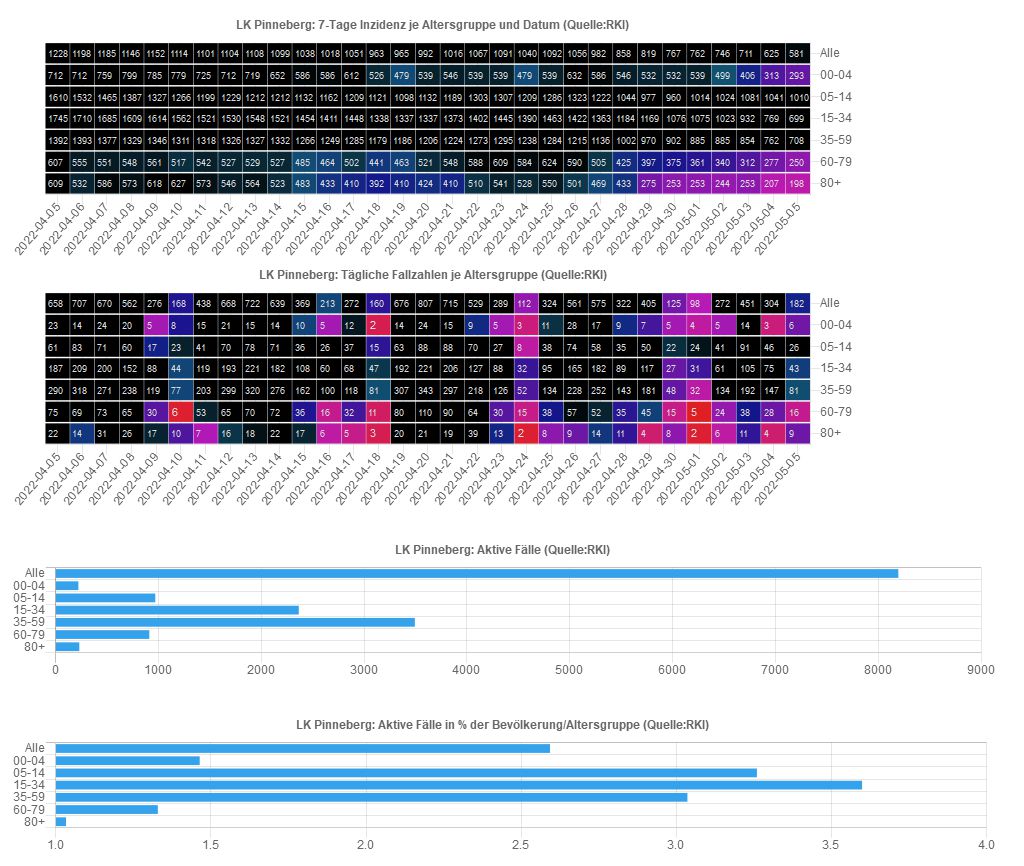 LK Pinneberg: 7-Tage Inzidenz je Altersgruppe und Datum (Quelle:RKI)
1228 1198 1185 1146 1152 1114 1101 1104 1108 1099 1038 1018 1051 963 965 992 1016 1067 1091 1040 1092 1056 982 858 819 767 762 746 711 625 581 Alle
712 712 759 799 785 779 725 712 719 652 586 586 612 526 479 539 546 539 539 479 539 632 586 546 532 532 539 499 406 313 293 00-04
1610 1532 1465 1387 1327 1266 1199 1229 1212 1212 1132 1162 1209 1121 1098 1132 1189 1303 1307 1209 1286 1323 1222 1044 977 960 1014 1024 1081 1041 1010 05-14
1745 1710 1685 1609 1614 1562 1521 1530 1548 1521 1454 1411 1448 1338 1337 1337 1373 1402 1445 1390 1463 1422 1363 1184 1169 1076 1075 1023 932 769 699 15-34
1392 1393 1377 1334 1346 1311 1318 1326 1327 1332 1266 1249 1285 1179 1186 1206 1224 1273 1295 1238 1284 1215 1136 1002 970 902 885 885 854 762 708 35-59
607 555 551 548 561 517 542 527 529 527 485 464 502 441 463 521 548 588 609 584 624 590 505 425 397 375 361 340 312 277 250 60-79
609 532 586 573 618 627 573 546 564 523 483 433 410 392 410 424 410 510 541 528 550 501 469 433 275 253 253 244 253 207 198 80+
2022-04-05 2022-04-06 2022-04-07 2022-04-08 2022-04-09 2022-04-10 2022-04-11 2022-04-12 2022-04-13 2022-04-14 2022-04-15 2022-04-16 2022-04-17 2022-04-18 2022-04-19 2022-04-20 2022-04-21 2022-04-22 2022-04-23 2022-04-24 2022-04-25 2022-04-26 2022-04-27 2022-04-28 2022-04-29 2022-04-30 2022-05-01 2022-05-02 2022-05-03 2022-05-04 2022-05-05
LK Pinneberg: Tägliche Fallzahlen je Altersgruppe (Quelle:RKI)
658 707 670 562 276 168 438 668 722 639 369 213 272 160 676 807 715 529 289 112 324 561 575 322 405 125 98 272 451 304 182 Alle
23 14 24 20 5 8 15 21 15 14 10 5 12 2 14 24 15 9 5 3 11 28 17 9 7 5 4 5 14 3 6 00-04
61 83 71 60 17 23 41 70 78 71 36 26 37 15 63 88 88 70 27 8 38 74 58 35 50 22 24 41 91 46 26 05-14
187 209 200 152 88 44 119 193 221 182 108 60 68 47 192 221 206 127 88 32 95 165 182 84 117 27 31 61 105 75 43 15-34
290 318 271 238 119 77 203 299 320 276 162 100 118 81 307 343 297 218 126 52 134 228 252 143 181 48 32 134 192 147 81 35-59
75 69 73 65 30 6 53 65 70 72 36 16 32 11 80 110 90 64 30 15 38 57 52 35 45 15 5 24 38 28 16 60-79
22 14 31 26 17 10 7 16 18 22 17 6 5 3 20 21 19 39 13 2 8 9 14 11 4 8 2 6 11 4 9 80+
2022-04-05 2022-04-06 2022-04-07 2022-04-08 2022-04-09 2022-04-10 2022-04-11 2022-04-12 2022-04-13 2022-04-14 2022-04-15 2022-04-16 2022-04-17 2022-04-18 2022-04-19 2022-04-20 2022-04-21 2022-04-22 2022-04-23 2022-04-24 2022-04-25 2022-04-26 2022-04-27 2022-04-28 2022-04-29 2022-04-30 2022-05-01 2022-05-02 2022-05-03 2022-05-04 2022-05-05
LK Pinneberg: Aktive Fälle (Quelle:RKI)
Alle
00-04
05-14
15-34
35-59
60-79
80+
0 1000 2000 3000 4000 5000 6000 7000 8000 9000
LK Pinneberg: Aktive Fälle in % der Bevölkerung/Altersgruppe (Quelle:RKI)
Alle
00-04
05-14
15-34
35-59
60-79
80+
1.0 1.5 2.0 2.5 3.0 3.5 4.0